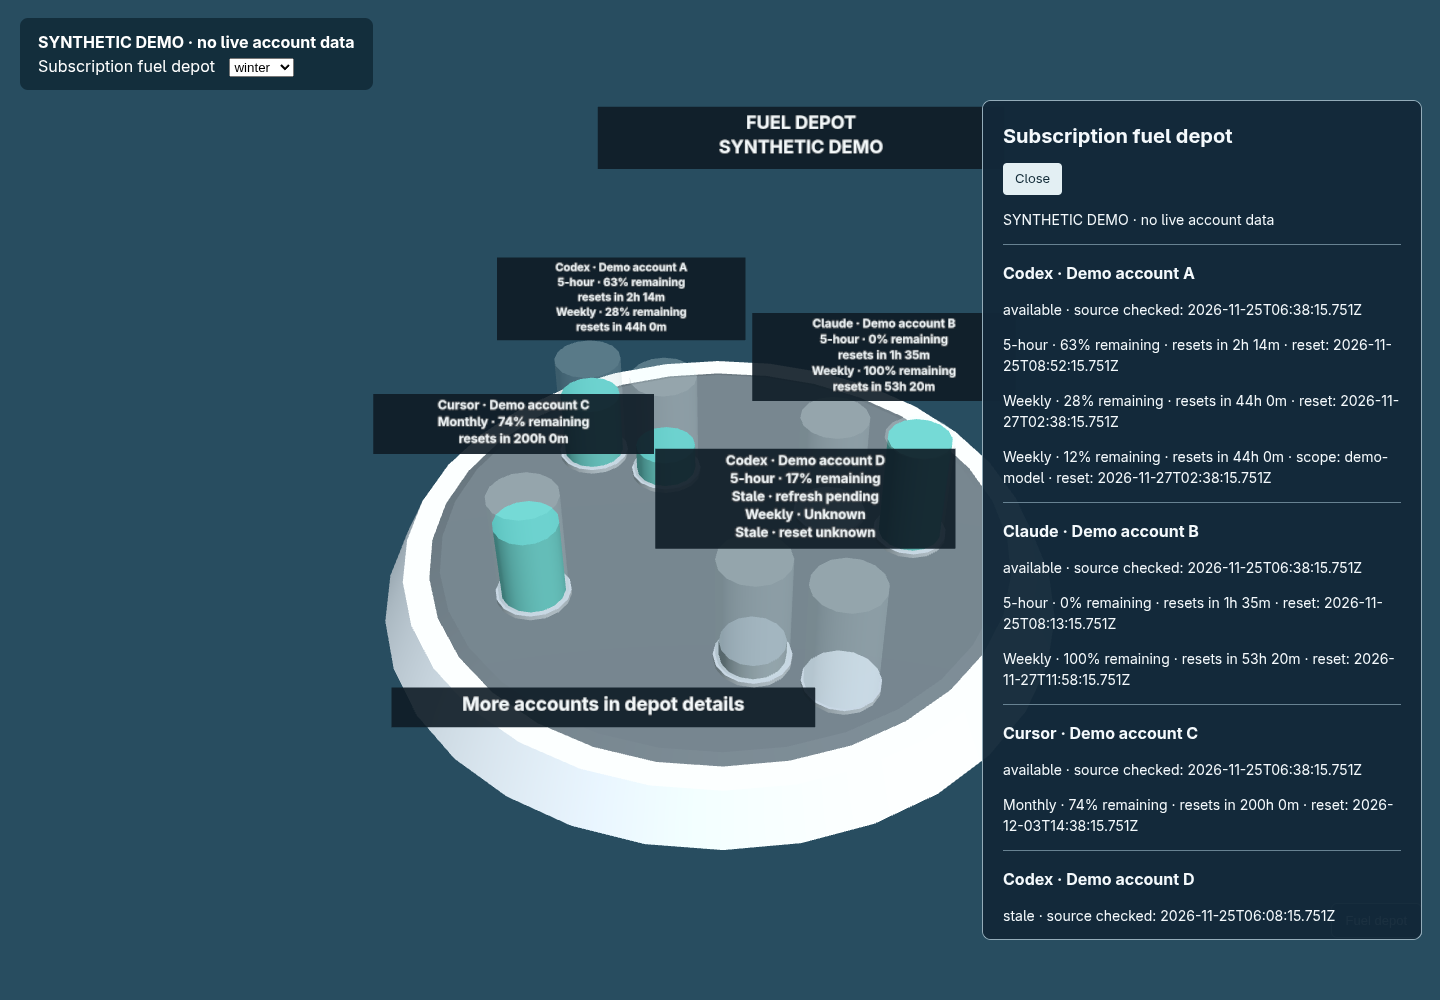 SYNTHETIC DEMO · no live account data
Subscription fuel depot winter
FUEL DEPOT
SYNTHETIC DEMO
Codex · Demo account A
5-hour · 63% remaining
resets in 2h 14m
Weekly · 28% remaining
resets in 44h 0m
Claude · Demo account B
5-hour · 0% remaining
resets in 1h 35m
Weekly · 100% remaining
resets in 53h 20m
Cursor · Demo account C
Monthly · 74% remaining
resets in 200h 0m
Codex · Demo account D
5-hour · 17% remaining
Stale · refresh pending
Weekly · Unknown
Stale · reset unknown
More accounts in depot details
Subscription fuel depot
Close
SYNTHETIC DEMO · no live account data
Codex · Demo account A
available · source checked: 2026-11-25T06:38:15.751Z
5-hour · 63% remaining · resets in 2h 14m · reset: 2026-11-
25T08:52:15.751Z
Weekly · 28% remaining · resets in 44h 0m · reset: 2026-11-
27T02:38:15.751Z
Weekly · 12% remaining · resets in 44h 0m · scope: demo-
model · reset: 2026-11-27T02:38:15.751Z
Claude · Demo account B
available · source checked: 2026-11-25T06:38:15.751Z
5-hour · 0% remaining · resets in 1h 35m · reset: 2026-11-
25T08:13:15.751Z
Weekly · 100% remaining · resets in 53h 20m · reset: 2026-
11-27T11:58:15.751Z
Cursor · Demo account C
available · source checked: 2026-11-25T06:38:15.751Z
Monthly · 74% remaining · resets in 200h 0m · reset: 2026-
12-03T14:38:15.751Z
Codex · Demo account D
stale · source checked: 2026-11-25T06:08:15.751Z
Fuel depot